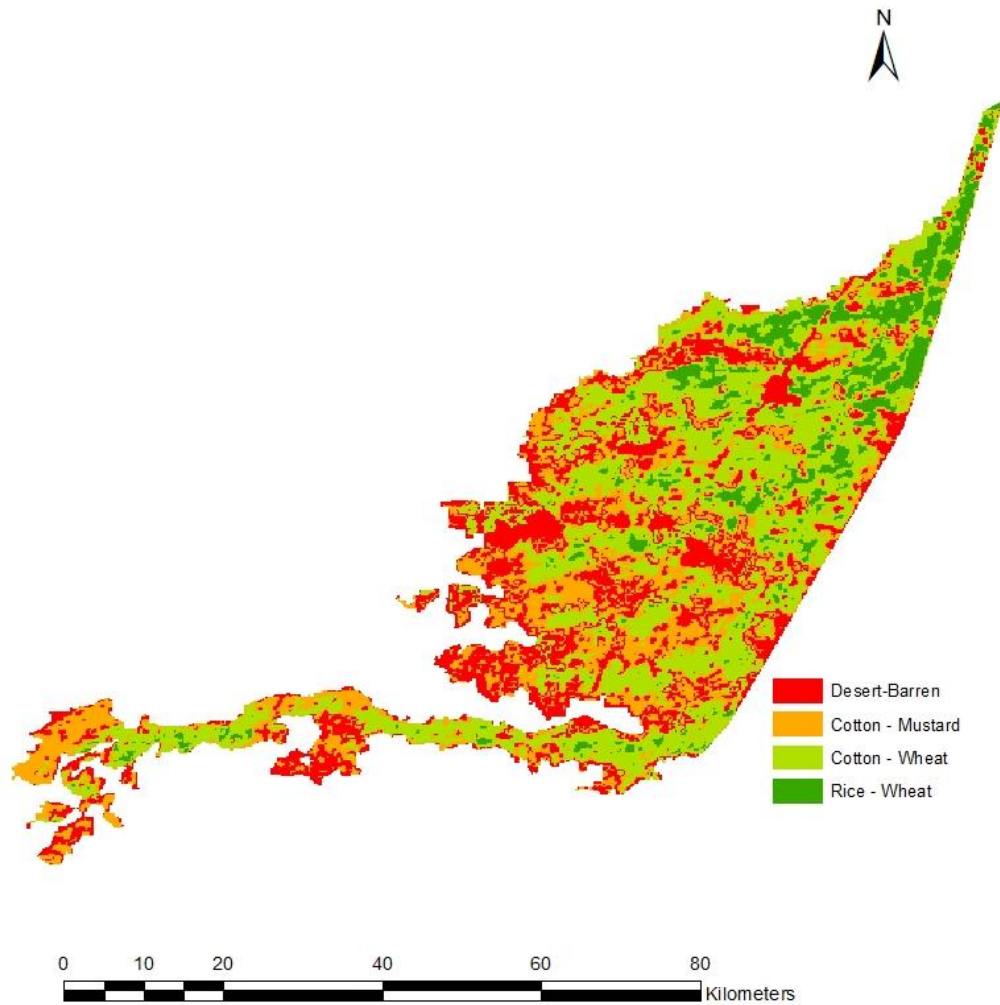 N
Desert-Barren
Cotton - Mustard
Cotton - Wheat
Rice - Wheat
0 10 20 40 60 80
Kilometers